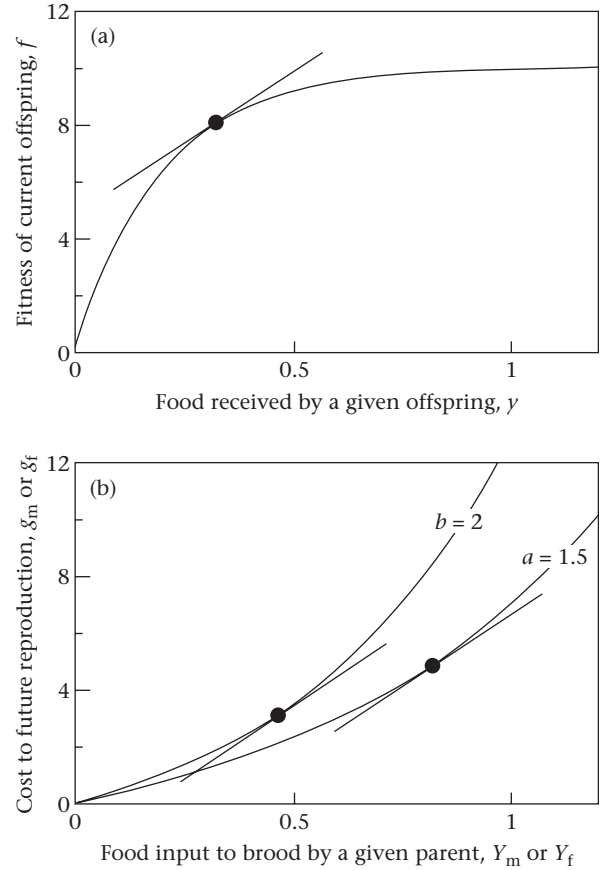 (a)
Fitness of current offspring, f
12
8
4
0
0
0.5
1
Food received by a given offspring, y
(b)
Cost to future reproduction, gm or gf
12
8
4
0
b = 2
a = 1.5
0
0.5
1
Food input to brood by a given parent, Ym or Yf